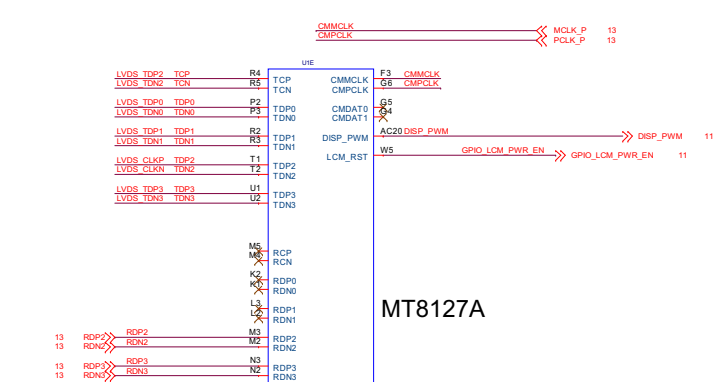 CMMCLK MCLK_P 13
CMPCLK PCLK_P 13
U1E
LVDS_TDP2 TCP R4 TCP CMMCLK F3 CMMCLK
LVDS_TDN2 TCN R5 TCN CMPCLK G6 CMPCLK
LVDS_TDP0 TDP0 P2 TDP0 CMDAT0 G5
LVDS_TDN0 TDN0 P3 TDN0 CMDAT1 G4
LVDS_TDP1 TDP1 R2 TDP1 DISP_PWM AC20 DISP_PWM DISP_PWM 11
LVDS_TDN1 TDN1 R3 TDN1
LCM_RST W5 GPIO_LCM_PWR_EN GPIO_LCM_PWR_EN 11
LVDS_CLKP TDP2 T1 TDP2
LVDS_CLKN TDN2 T2 TDN2
LVDS_TDP3 TDP3 U1 TDP3
LVDS_TDN3 TDN3 U2 TDN3
M5 RCP
M4 RCN
K2 RDP0
K1 RDN0
L3 RDP1
L2 RDN1
MT8127A
13 RDP2 RDP2 M3 RDP2
13 RDN2 RDN2 M2 RDN2
13 RDP3 RDP3 N3 RDP3
13 RDN3 RDN3 N2 RDN3